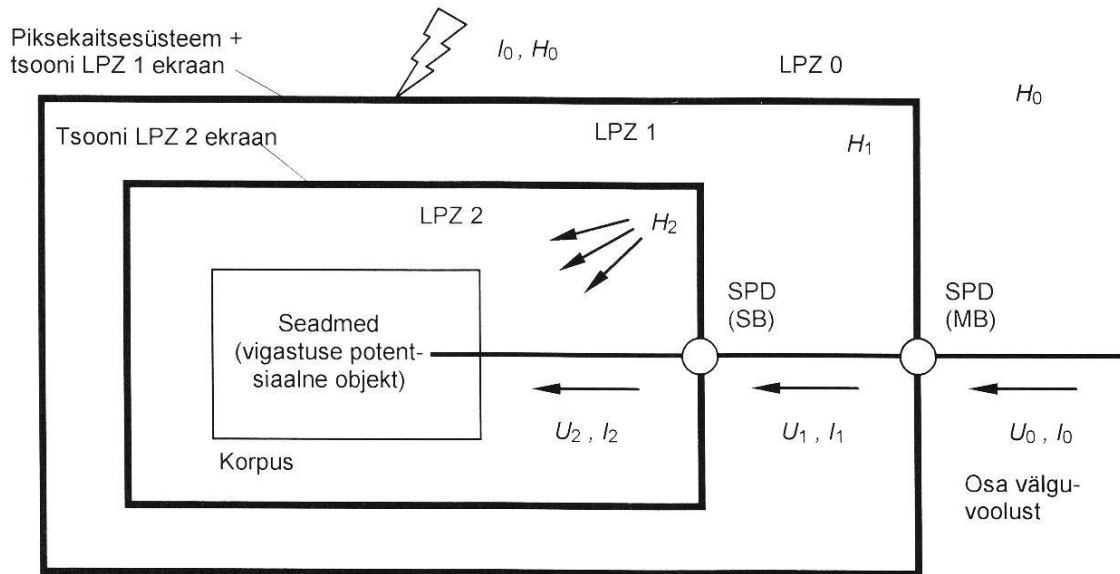 Piksekaitsesüsteem +
tsooni LPZ 1 ekraan
I0 , H0
LPZ 0
H0
Tsooni LPZ 2 ekraan
LPZ 1
H1
LPZ 2
H2
SPD
(SB)
SPD
(MB)
Seadmed
(vigastuse potent-
siaalne objekt)
U2 , I2
U1 , I1
U0 , I0
Korpus
Osa välgu-
voolust